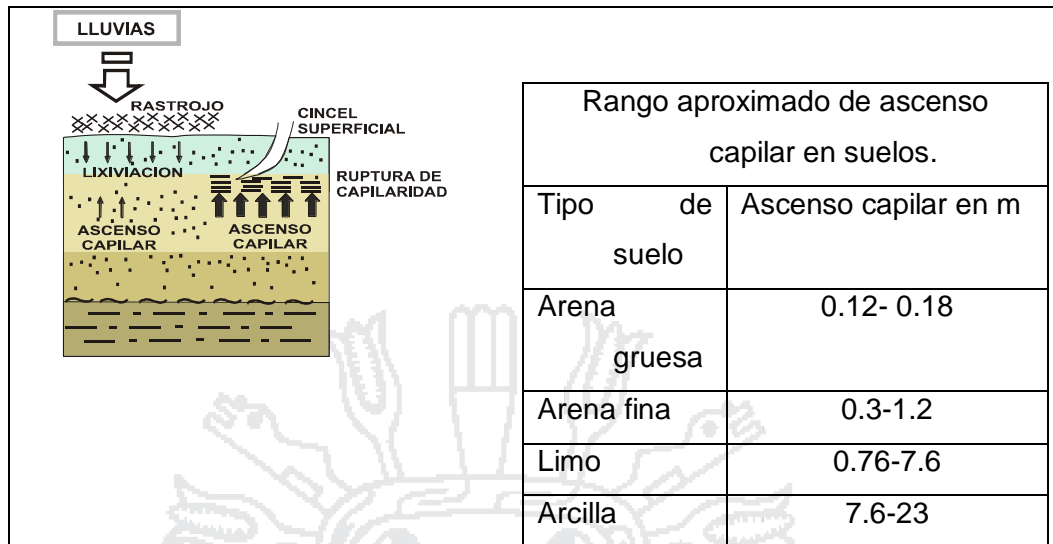 LLUVIAS
RASTROJO
CINCEL
SUPERFICIAL
LIXIVIACION
RUPTURA DE
CAPILARIDAD
ASCENSO
CAPILAR
ASCENSO
CAPILAR
Rango aproximado de ascenso
capilar en suelos.
Tipo de
suelo
Ascenso capilar en m
Arena
gruesa
0.12- 0.18
Arena fina
0.3-1.2
Limo
0.76-7.6
Arcilla
7.6-23